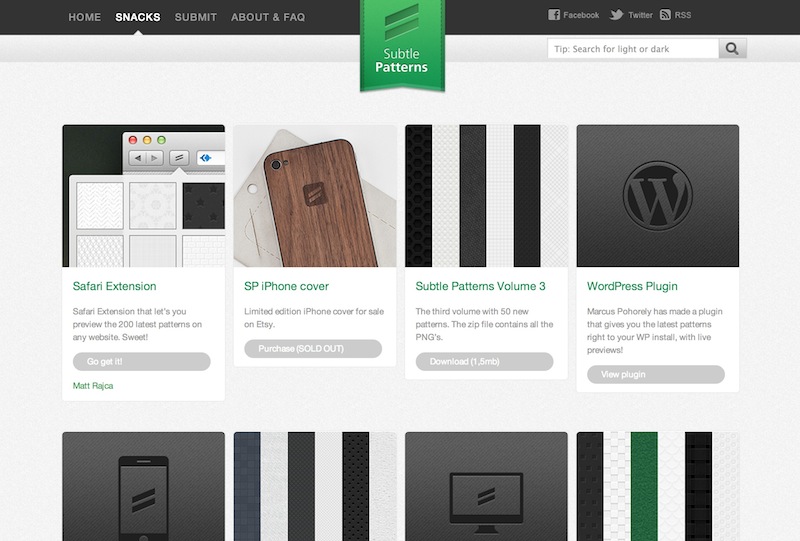 HOME SNACKS SUBMIT ABOUT & FAQ
Subtle
Patterns
Facebook Twitter RSS
Tip: Search for light or dark
Safari Extension
Safari Extension that let's you
preview the 200 latest patterns on
any website. Sweet!
Go get it!
Matt Rajca
SP iPhone cover
Limited edition iPhone cover for sale
on Etsy.
Purchase (SOLD OUT)
Subtle Patterns Volume 3
The third volume with 50 new
patterns. The zip file contains all the
PNG's.
Download (1,5mb)
WordPress Plugin
Marcus Pohorely has made a plugin
that gives you the latest patterns
right to your WP install, with live
previews!
View plugin